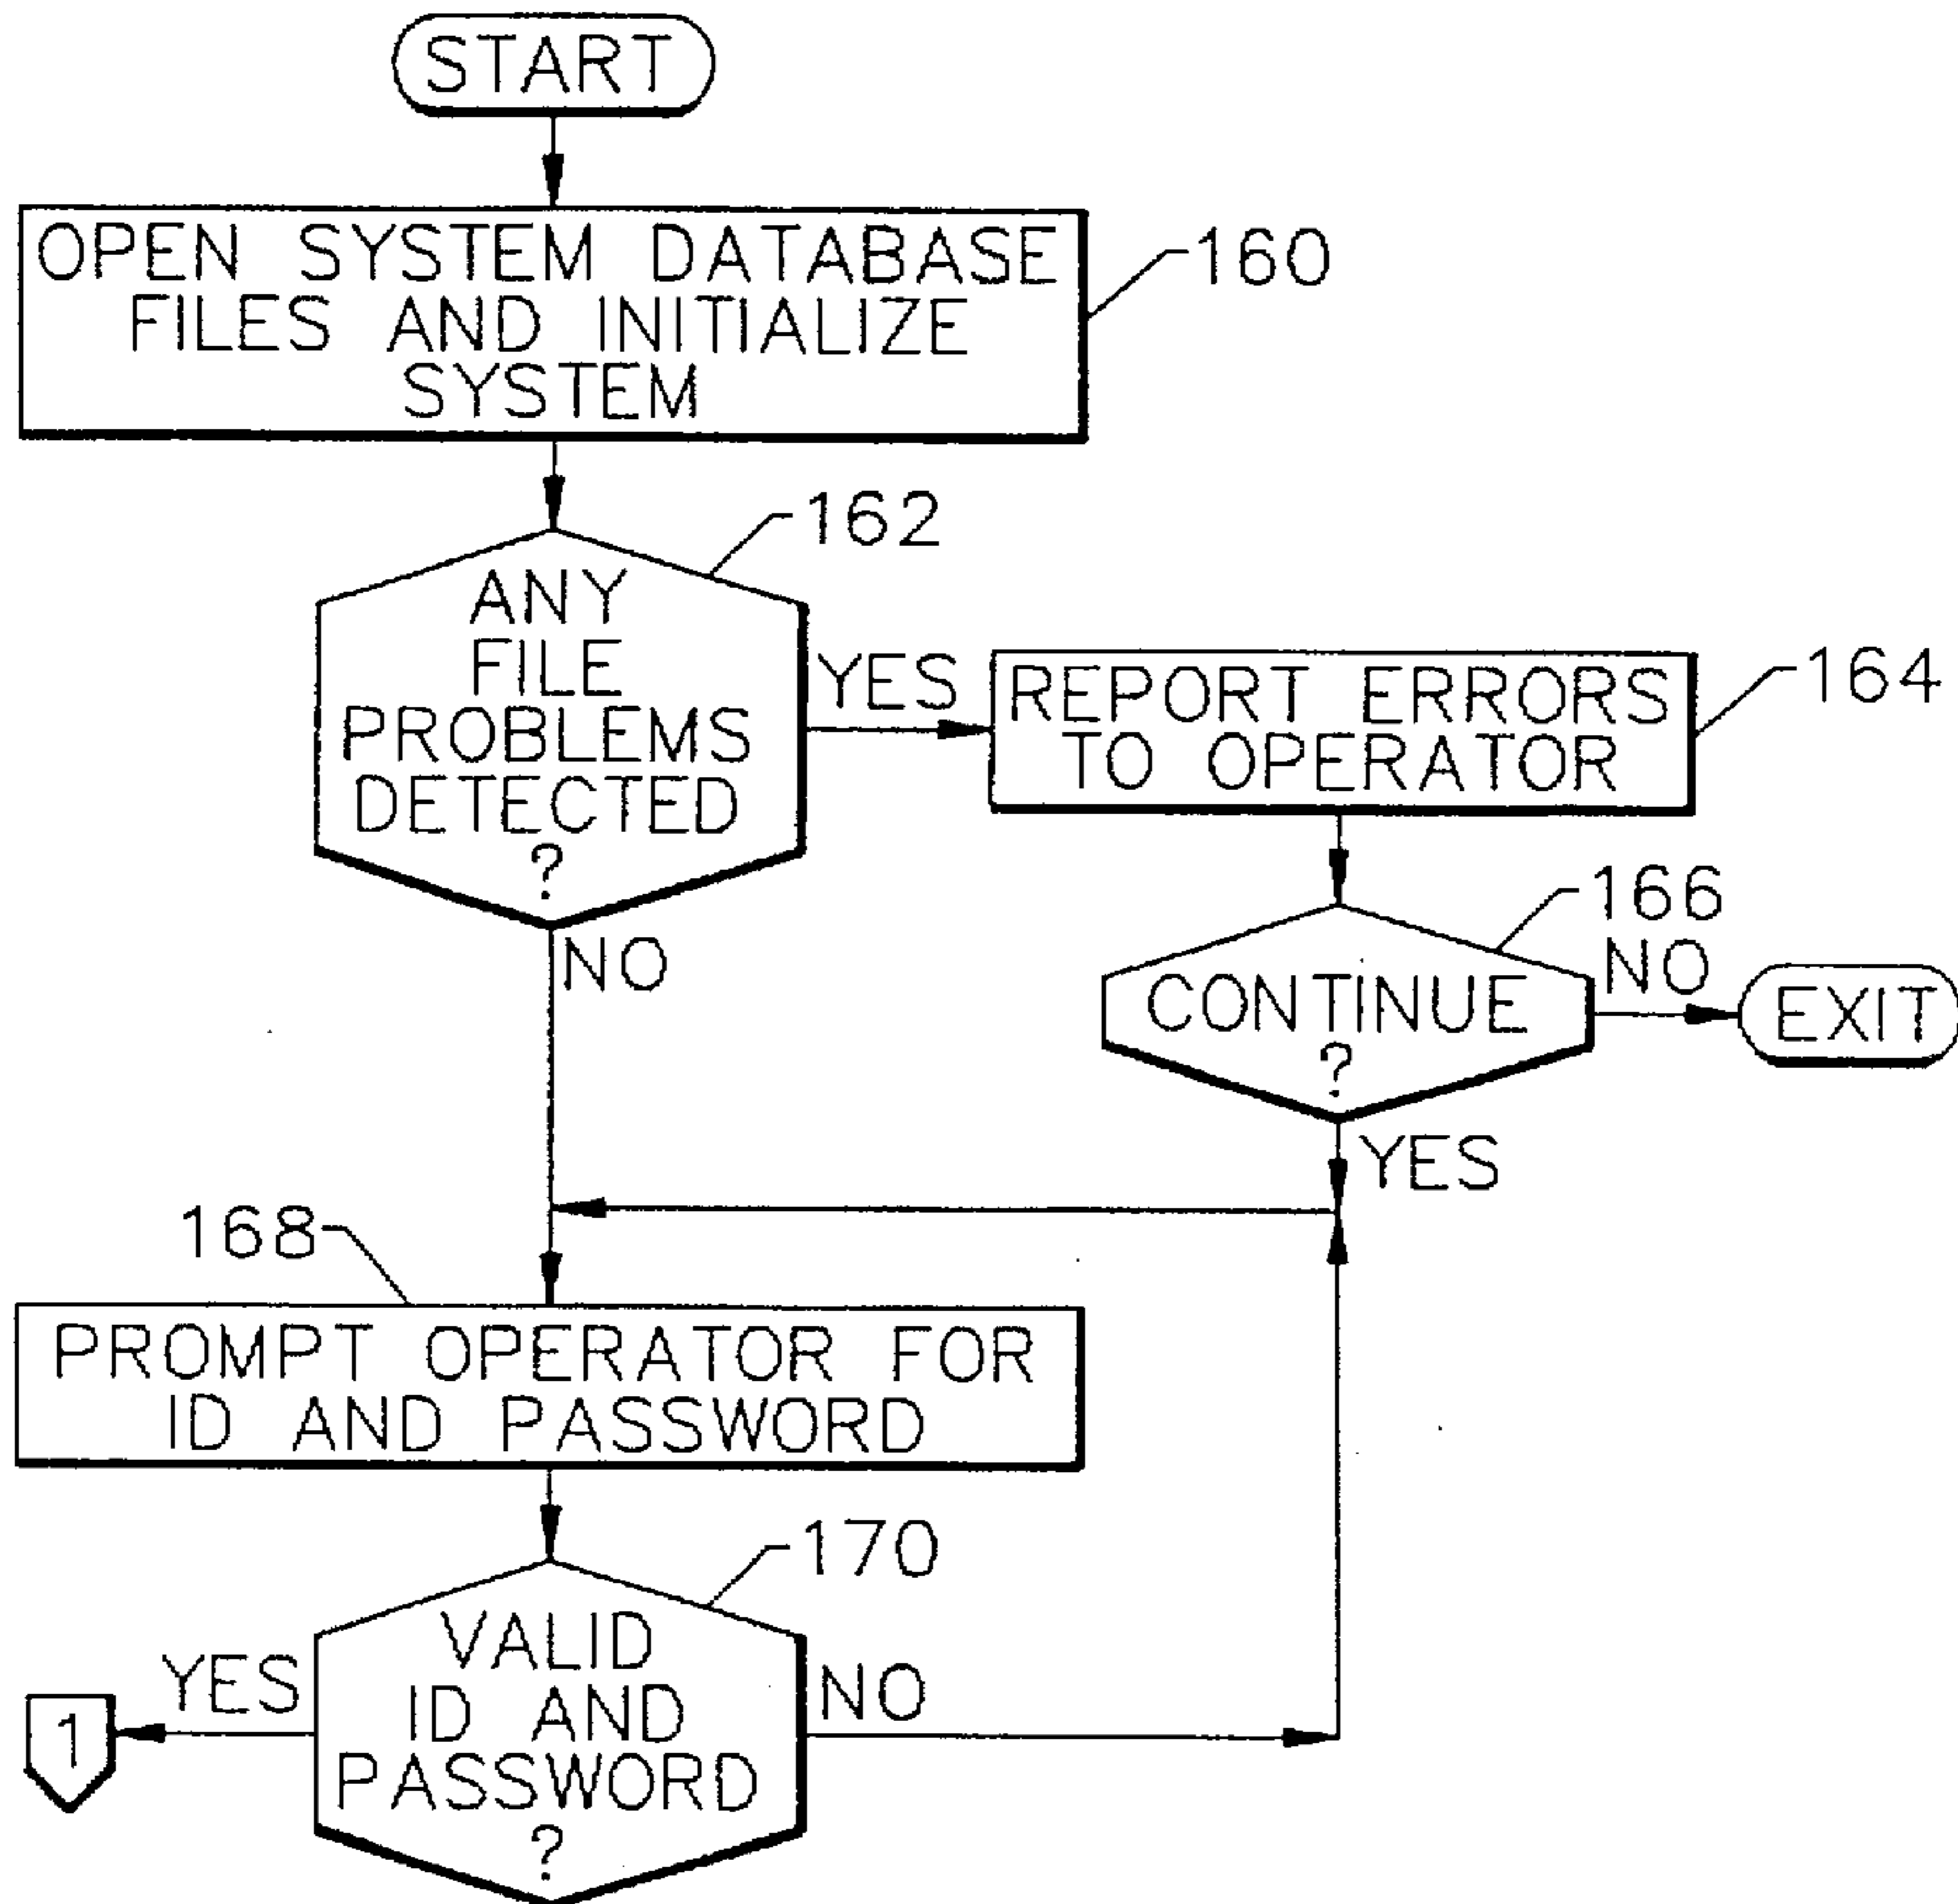 START
OPEN SYSTEM DATABASE
FILES AND INITIALIZE
SYSTEM
160
162
ANY
FILE
PROBLEMS
DETECTED
?
YES
REPORT ERRORS
TO OPERATOR
164
NO
166
CONTINUE
?
NO
EXIT
YES
168
PROMPT OPERATOR FOR
ID AND PASSWORD
170
VALID
ID AND
PASSWORD
?
YES
1
NO